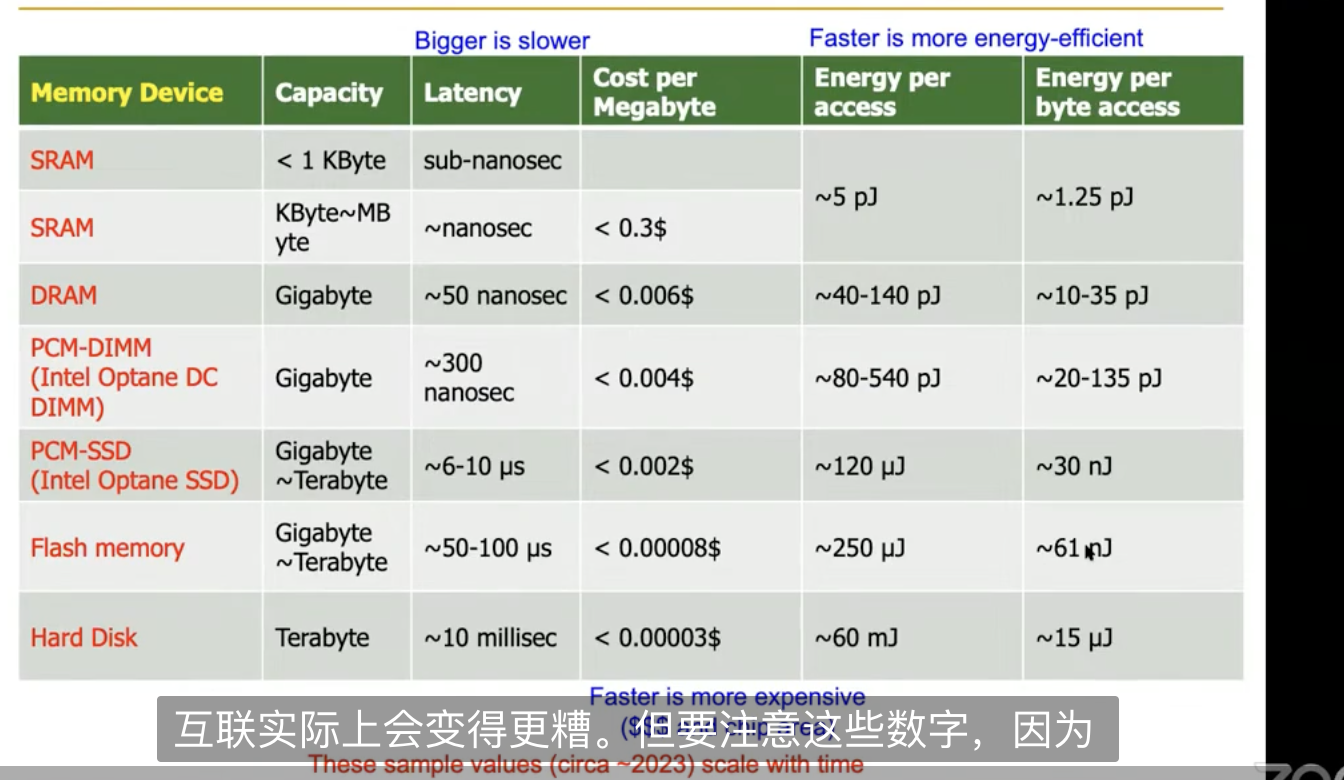 Bigger is slower
Faster is more energy-efficient
Memory Device
Capacity
Latency
Cost per
Megabyte
Energy per
access
Energy per
byte access
SRAM
< 1 KByte
sub-nanosec
~5 pJ
~1.25 pJ
SRAM
KByte~MB
yte
~nanosec
< 0.3$
DRAM
Gigabyte
~50 nanosec
< 0.006$
~40-140 pJ
~10-35 pJ
PCM-DIMM
(Intel Optane DC
DIMM)
Gigabyte
~300
nanosec
< 0.004$
~80-540 pJ
~20-135 pJ
PCM-SSD
(Intel Optane SSD)
Gigabyte
~Terabyte
~6-10 µs
< 0.002$
~120 µJ
~30 nJ
Flash memory
Gigabyte
~Terabyte
~50-100 µs
< 0.00008$
~250 µJ
~61 nJ
Hard Disk
Terabyte
~10 millisec
< 0.00003$
~60 mJ
~15 µJ
Faster is more expensive
($$$ and chip area)
互联实际上会变得更糟。但要注意这些数字，因为
These sample values (circa ~2023) scale with time